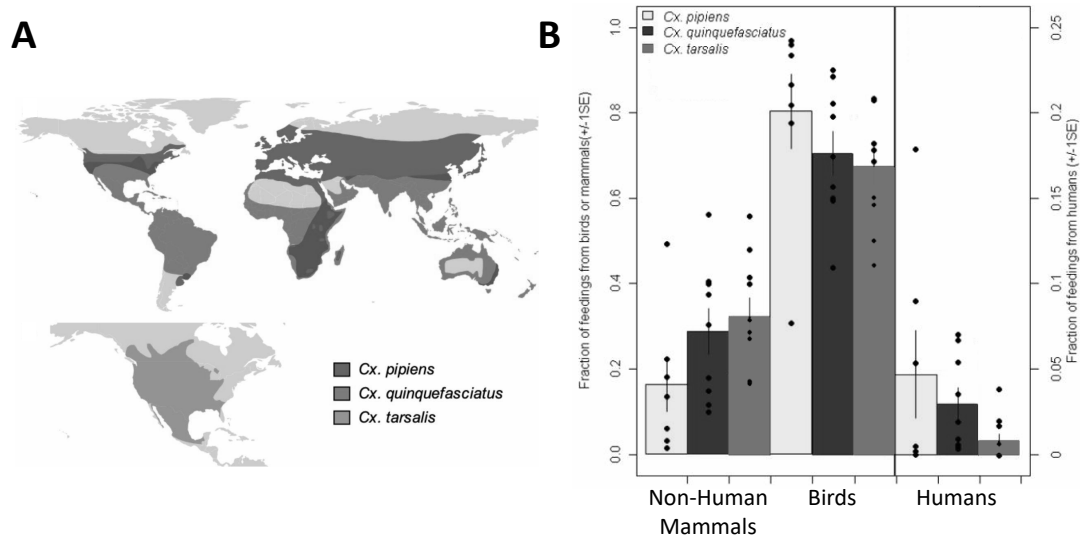 A
Cx. pipiens
Cx. quinquefasciatus
Cx. tarsalis
B
Cx. pipiens
Cx. quinquefasciatus
Cx. tarsalis
Fraction of feedings from birds or mammals(+/-1SE)
1.0
0.8
0.6
0.4
0.2
0.0
0.25
0.2
0.15
0.1
0.05
0
Fraction of feedings from humans (+/-1SE)
Non-Human
Mammals
Birds
Humans